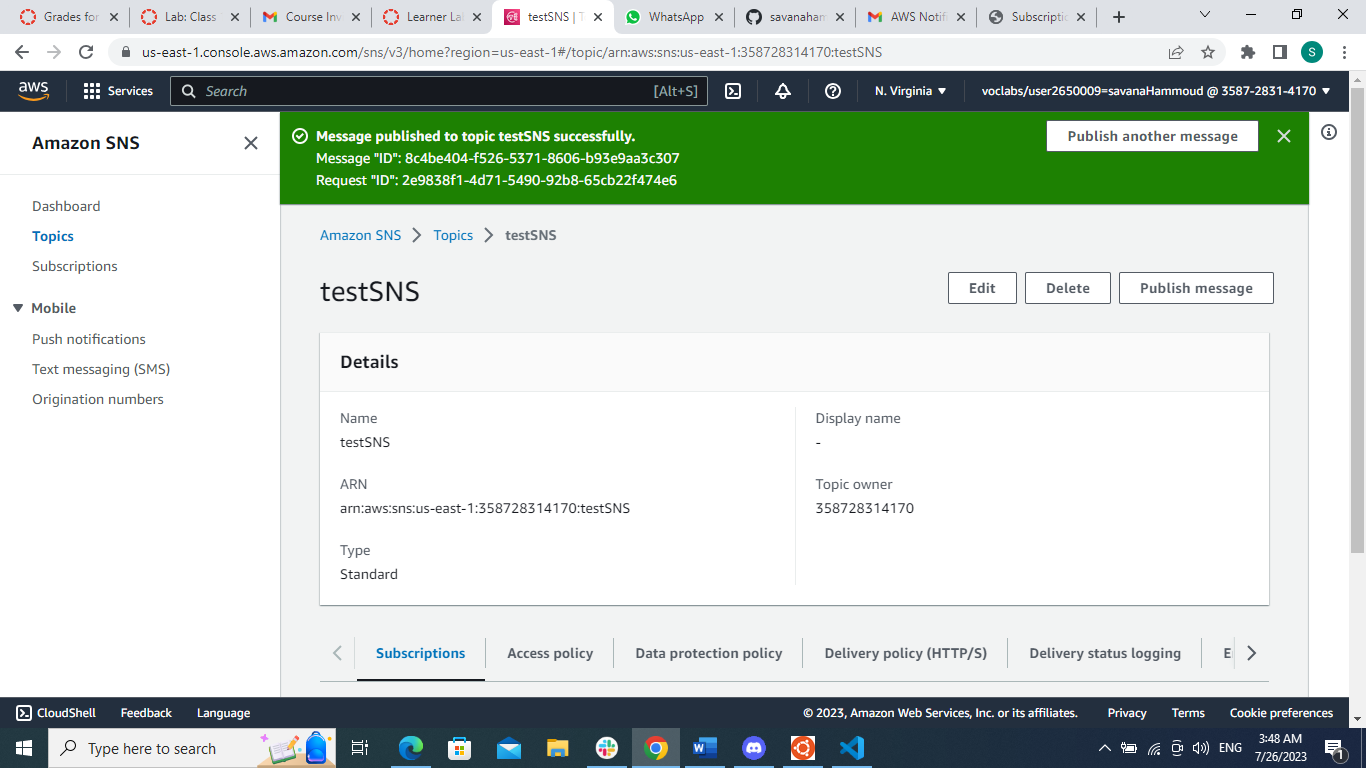 Grades for
Lab: Class
Course Inv
Learner La
testSNS | T
WhatsApp
savanaham
AWS Notif
Subscriptio
us-east-1.console.aws.amazon.com/sns/v3/home?region=us-east-1#/topic/arn:aws:sns:us-east-1:358728314170:testSNS
S
aws
Services
Search
[Alt+S]
N. Virginia
voclabs/user2650009=savanaHammoud @ 3587-2831-4170
Amazon SNS
Dashboard
Topics
Subscriptions
Mobile
Push notifications
Text messaging (SMS)
Origination numbers
Message published to topic testSNS successfully.
Message "ID": 8c4be404-f526-5371-8606-b93e9aa3c307
Request "ID": 2e9838f1-4d71-5490-92b8-65cb22f474e6
Publish another message
Amazon SNS
Topics
testSNS
testSNS
Edit
Delete
Publish message
Details
Name
testSNS
ARN
arn:aws:sns:us-east-1:358728314170:testSNS
Type
Standard
Display name
-
Topic owner
358728314170
Subscriptions
Access policy
Data protection policy
Delivery policy (HTTP/S)
Delivery status logging
CloudShell
Feedback
Language
© 2023, Amazon Web Services, Inc. or its affiliates.
Privacy
Terms
Cookie preferences
Type here to search
ENG
3:48 AM
7/26/2023
1